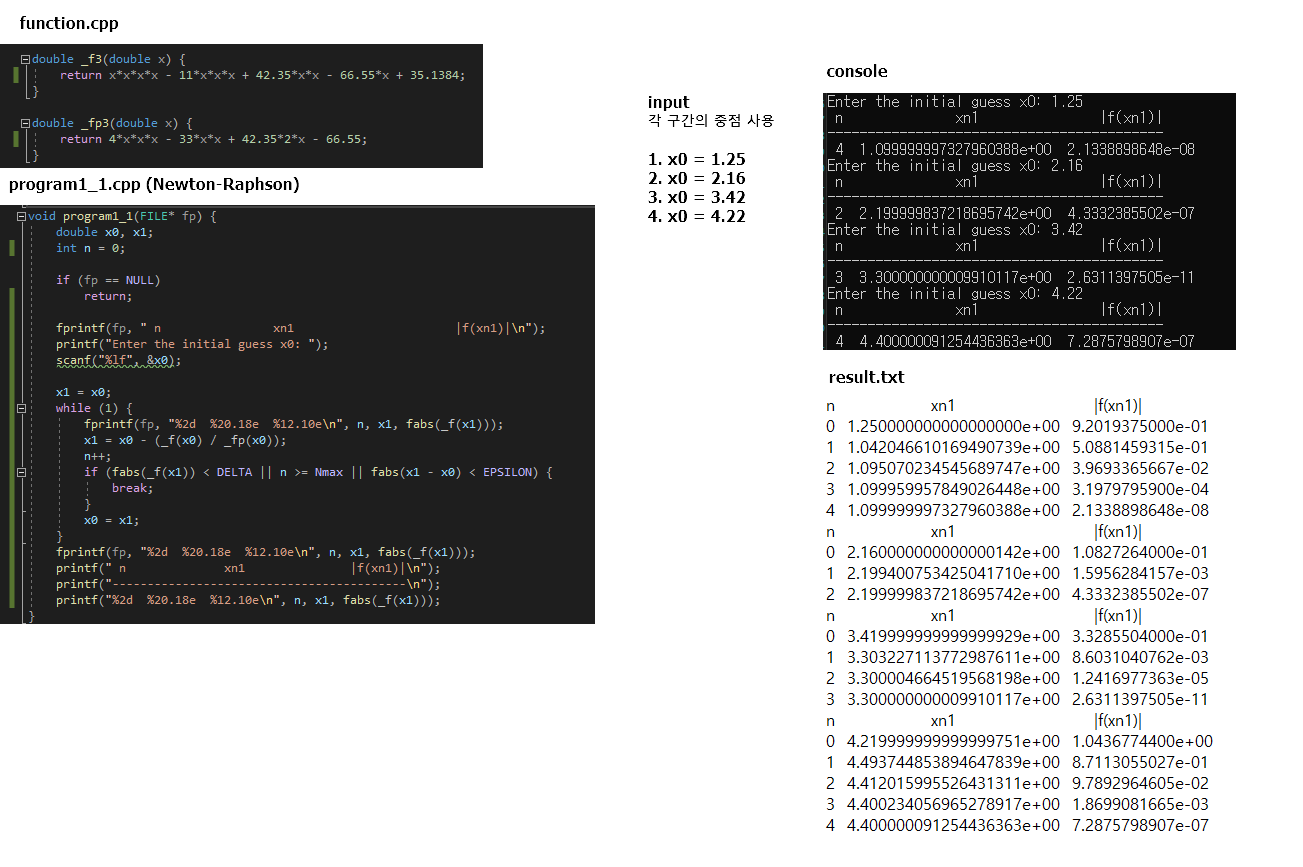 function.cpp
double _f3(double x) {
return x*x*x*x - 11*x*x*x + 42.35*x*x - 66.55*x + 35.1384;
}
double _fp3(double x) {
return 4*x*x*x - 33*x*x + 42.35*2*x - 66.55;
}
program1_1.cpp (Newton-Raphson)
void program1_1(FILE* fp) {
double x0, x1;
int n = 0;
if (fp == NULL)
return;
fprintf(fp, " n                xn1                       |f(xn1)|\n");
printf("Enter the initial guess x0: ");
scanf("%lf", &x0);
x1 = x0;
while (1) {
fprintf(fp, "%2d  %20.18e  %12.10e\n", n, x1, fabs(_f(x1)));
x1 = x0 - (_f(x0) / _fp(x0));
n++;
if (fabs(_f(x1)) < DELTA || n >= Nmax || fabs(x1 - x0) < EPSILON) {
break;
}
x0 = x1;
}
fprintf(fp, "%2d  %20.18e  %12.10e\n", n, x1, fabs(_f(x1)));
printf(" n              xn1               |f(xn1)|\n");
printf("------------------------------------------\n");
printf("%2d  %20.18e  %12.10e\n", n, x1, fabs(_f(x1)));
}
input
각 구간의 중점 사용
1. x0 = 1.25
2. x0 = 2.16
3. x0 = 3.42
4. x0 = 4.22
console
Enter the initial guess x0: 1.25
n              xn1               |f(xn1)|
------------------------------------------
4  1.099999997327960388e+00  2.1338898648e-08
Enter the initial guess x0: 2.16
n              xn1               |f(xn1)|
------------------------------------------
2  2.199999837218695742e+00  4.3332385502e-07
Enter the initial guess x0: 3.42
n              xn1               |f(xn1)|
------------------------------------------
3  3.300000000009910117e+00  2.6311397505e-11
Enter the initial guess x0: 4.22
n              xn1               |f(xn1)|
------------------------------------------
4  4.400000091254436363e+00  7.2875798907e-07
result.txt
n                xn1                       |f(xn1)|
0  1.250000000000000000e+00  9.2019375000e-01
1  1.042046610169490739e+00  5.0881459315e-01
2  1.095070234545689747e+00  3.9693365667e-02
3  1.099959957849026448e+00  3.1979795900e-04
4  1.099999997327960388e+00  2.1338898648e-08
n                xn1                       |f(xn1)|
0  2.160000000000000142e+00  1.0827264000e-01
1  2.199400753425041710e+00  1.5956284157e-03
2  2.199999837218695742e+00  4.3332385502e-07
n                xn1                       |f(xn1)|
0  3.419999999999999929e+00  3.3285504000e-01
1  3.303227113772987611e+00  8.6031040762e-03
2  3.300004664519568198e+00  1.2416977363e-05
3  3.300000000009910117e+00  2.6311397505e-11
n                xn1                       |f(xn1)|
0  4.219999999999999751e+00  1.0436774400e+00
1  4.493744853894647839e+00  8.7113055027e-01
2  4.412015995526431311e+00  9.7892964605e-02
3  4.400234056965278917e+00  1.8699081665e-03
4  4.400000091254436363e+00  7.2875798907e-07